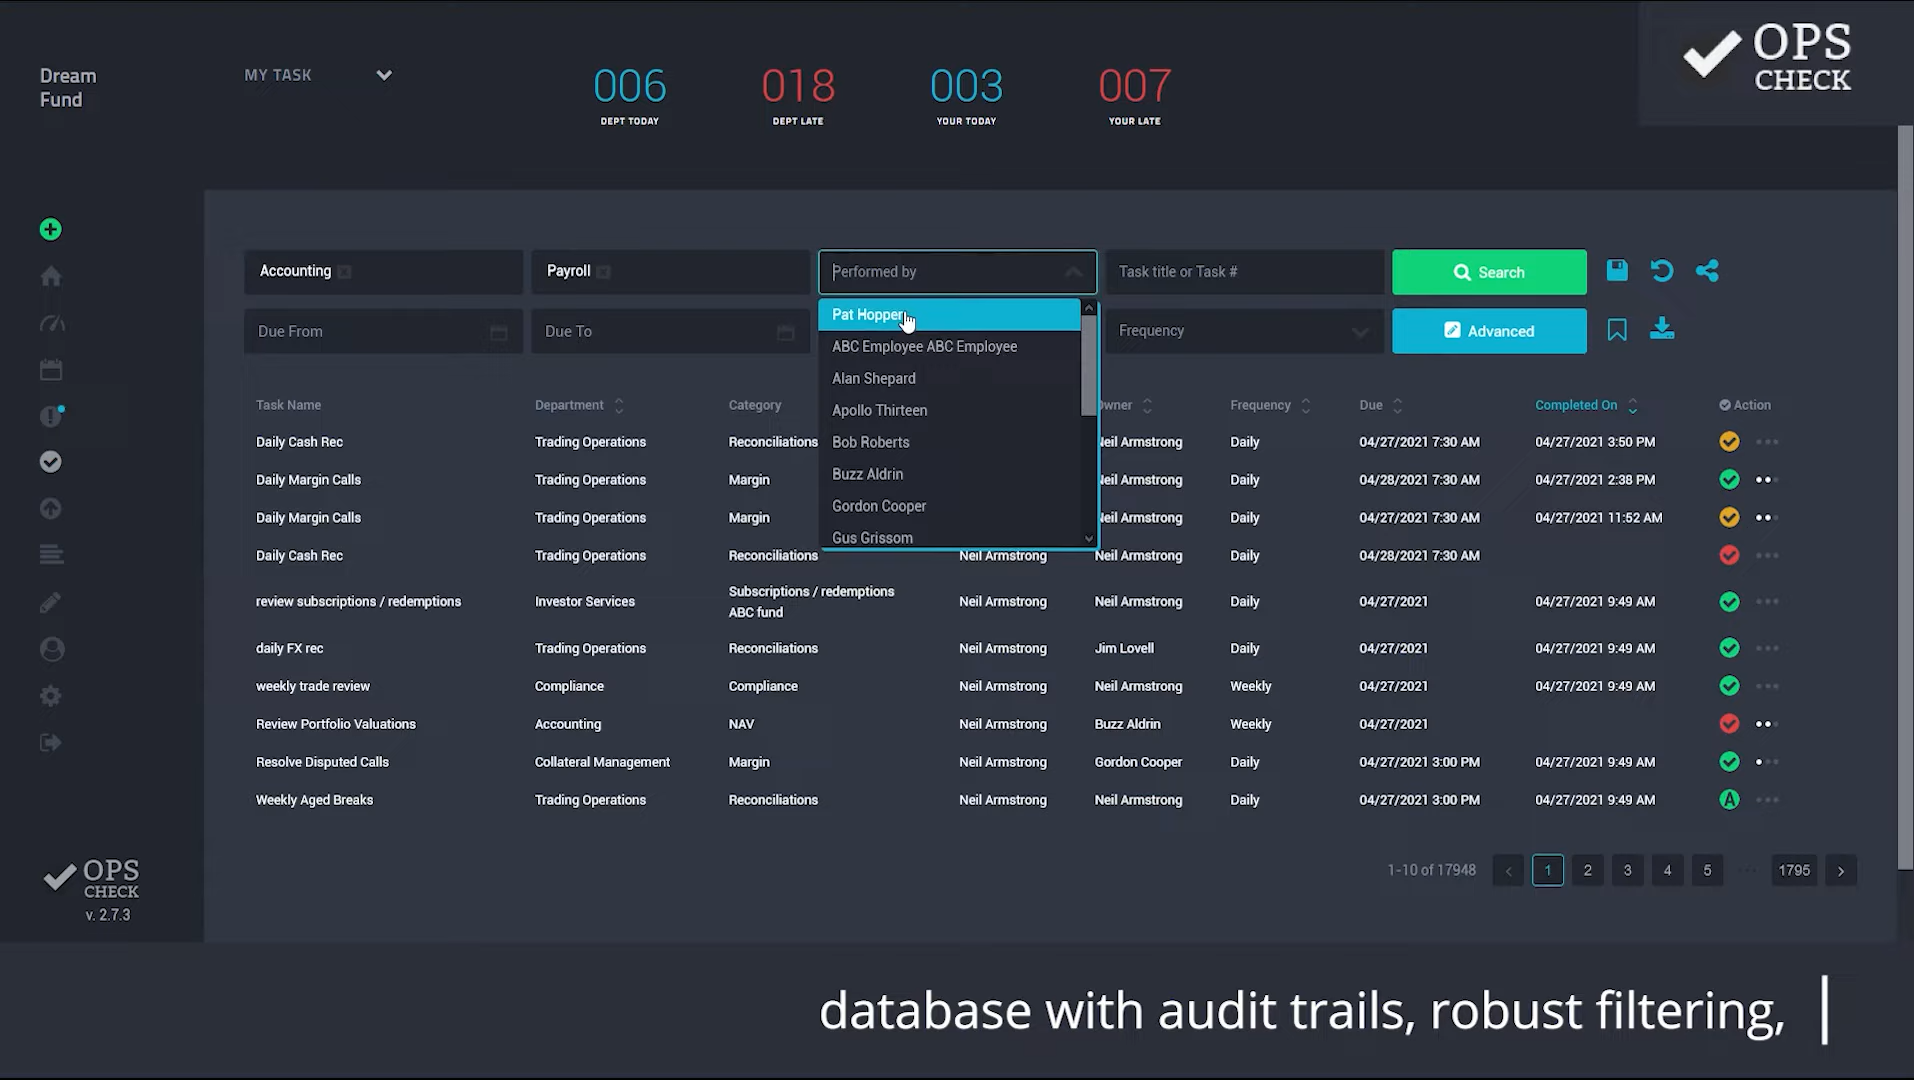 Dream
Fund
MY TASK
006
DEPT TODAY
018
DEPT LATE
003
YOUR TODAY
007
YOUR LATE
OPS
CHECK
Accounting
Payroll
Performed by
Task title or Task #
Search
Due From
Due To
Frequency
Advanced
Pat Hopper
ABC Employee ABC Employee
Alan Shepard
Apollo Thirteen
Bob Roberts
Buzz Aldrin
Gordon Cooper
Gus Grissom
Task Name Department Category Owner Frequency Due Completed On Action
Daily Cash Rec Trading Operations Reconciliations Neil Armstrong Daily 04/27/2021 7:30 AM 04/27/2021 3:50 PM
Daily Margin Calls Trading Operations Margin Neil Armstrong Daily 04/28/2021 7:30 AM 04/27/2021 2:38 PM
Daily Margin Calls Trading Operations Margin Neil Armstrong Daily 04/27/2021 7:30 AM 04/27/2021 11:52 AM
Daily Cash Rec Trading Operations Reconciliations Neil Armstrong Neil Armstrong Daily 04/28/2021 7:30 AM
review subscriptions / redemptions Investor Services Subscriptions / redemptions ABC fund Neil Armstrong Neil Armstrong Daily 04/27/2021 04/27/2021 9:49 AM
daily FX rec Trading Operations Reconciliations Neil Armstrong Jim Lovell Daily 04/27/2021 04/27/2021 9:49 AM
weekly trade review Compliance Compliance Neil Armstrong Neil Armstrong Weekly 04/27/2021 04/27/2021 9:49 AM
Review Portfolio Valuations Accounting NAV Neil Armstrong Buzz Aldrin Weekly 04/27/2021
Resolve Disputed Calls Collateral Management Margin Neil Armstrong Gordon Cooper Daily 04/27/2021 3:00 PM 04/27/2021 9:49 AM
Weekly Aged Breaks Trading Operations Reconciliations Neil Armstrong Neil Armstrong Daily 04/27/2021 3:00 PM 04/27/2021 9:49 AM A
1-10 of 17948 < 1 2 3 4 5 ... 1795 >
OPS
CHECK
v. 2.7.3
database with audit trails, robust filtering,